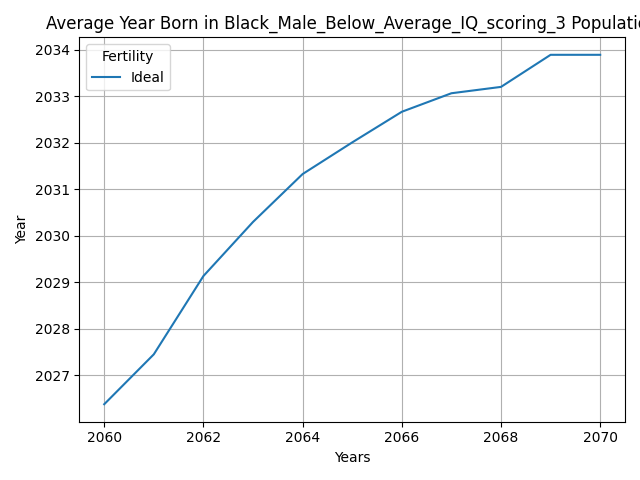 Average Year Born in Black_Male_Below_Average_IQ_scoring_3 Populatio
Fertility
Ideal
2034
2033
2032
2031
2030
2029
2028
2027
Year
2060 2062 2064 2066 2068 2070
Years